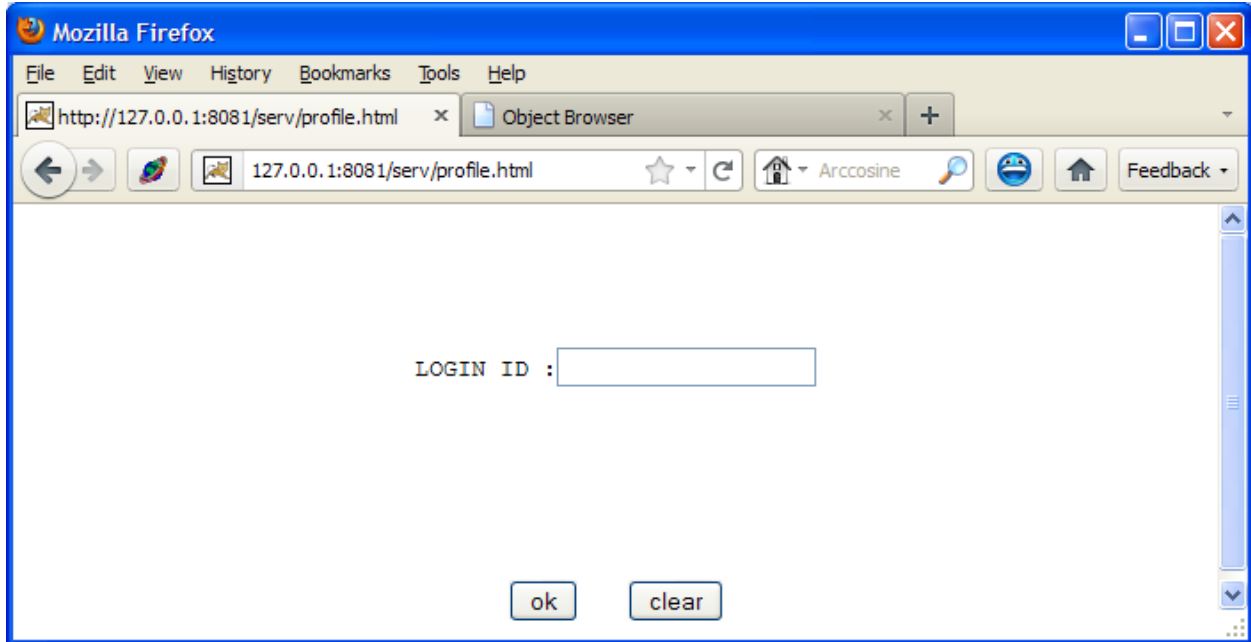 Mozilla Firefox
File Edit View History Bookmarks Tools Help
http://127.0.0.1:8081/serv/profile.html Object Browser
127.0.0.1:8081/serv/profile.html Arccosine Feedback
LOGIN ID :
ok clear